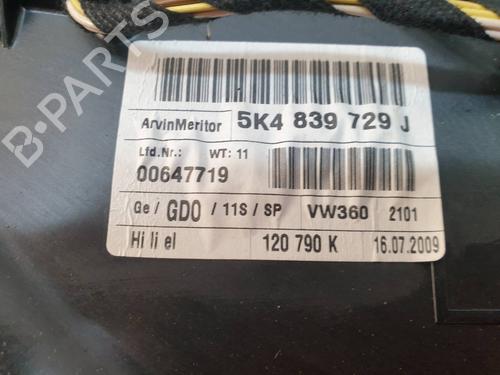 B-PARTS
ArvinMeritor 5K4 839 729 J
Lfd.Nr.: WT: 11
00647719
Ge / GDO / 11S / SP VW360 2101
Hi li el 120 790 K 16.07.2009